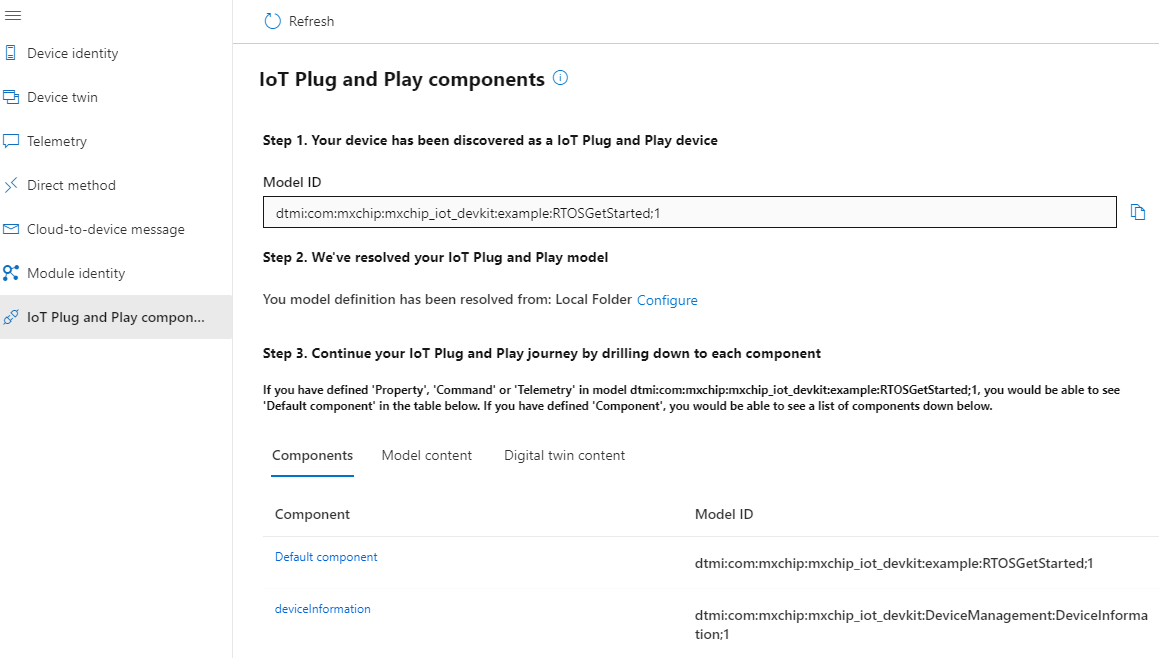 Refresh
Device identity
Device twin
Telemetry
Direct method
Cloud-to-device message
Module identity
IoT Plug and Play compon...
IoT Plug and Play components
Step 1. Your device has been discovered as a IoT Plug and Play device
Model ID
dtmi:com:mxchip:mxchip_iot_devkit:example:RTOSGetStarted;1
Step 2. We've resolved your IoT Plug and Play model
You model definition has been resolved from: Local Folder Configure
Step 3. Continue your IoT Plug and Play journey by drilling down to each component
If you have defined 'Property', 'Command' or 'Telemetry' in model dtmi:com:mxchip:mxchip_iot_devkit:example:RTOSGetStarted;1, you would be able to see
'Default component' in the table below. If you have defined 'Component', you would be able to see a list of components down below.
Components Model content Digital twin content
Component Model ID
Default component dtmi:com:mxchip:mxchip_iot_devkit:example:RTOSGetStarted;1
deviceInformation dtmi:com:mxchip:mxchip_iot_devkit:DeviceManagement:DeviceInforma
tion;1